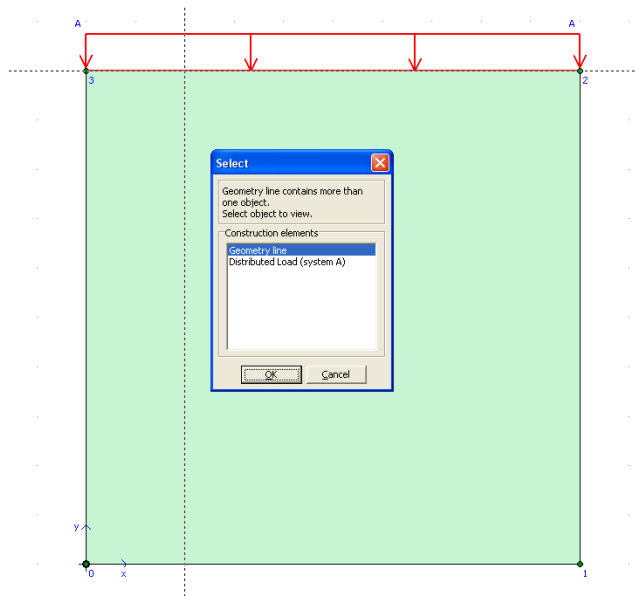 A A
3 2
Select
Geometry line contains more than
one object.
Select object to view.
Construction elements
Geometry line
Distributed Load (system A)
OK Cancel
y
0 x 1